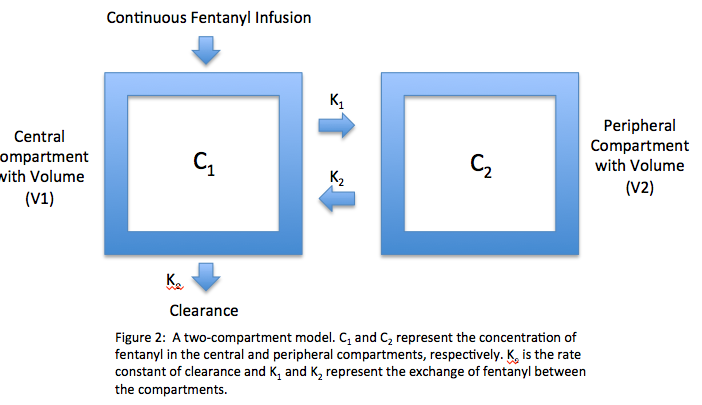 Continuous Fentanyl Infusion
K₁
Central
ompartment
with Volume
(V1)
C₁
K₂
C₂
Peripheral
Compartment
with Volume
(V2)
Kₑ
Clearance
Figure 2: A two-compartment model. C₁ and C₂ represent the concentration of
fentanyl in the central and peripheral compartments, respectively. Kₑ is the rate
constant of clearance and K₁ and K₂ represent the exchange of fentanyl between
the compartments.